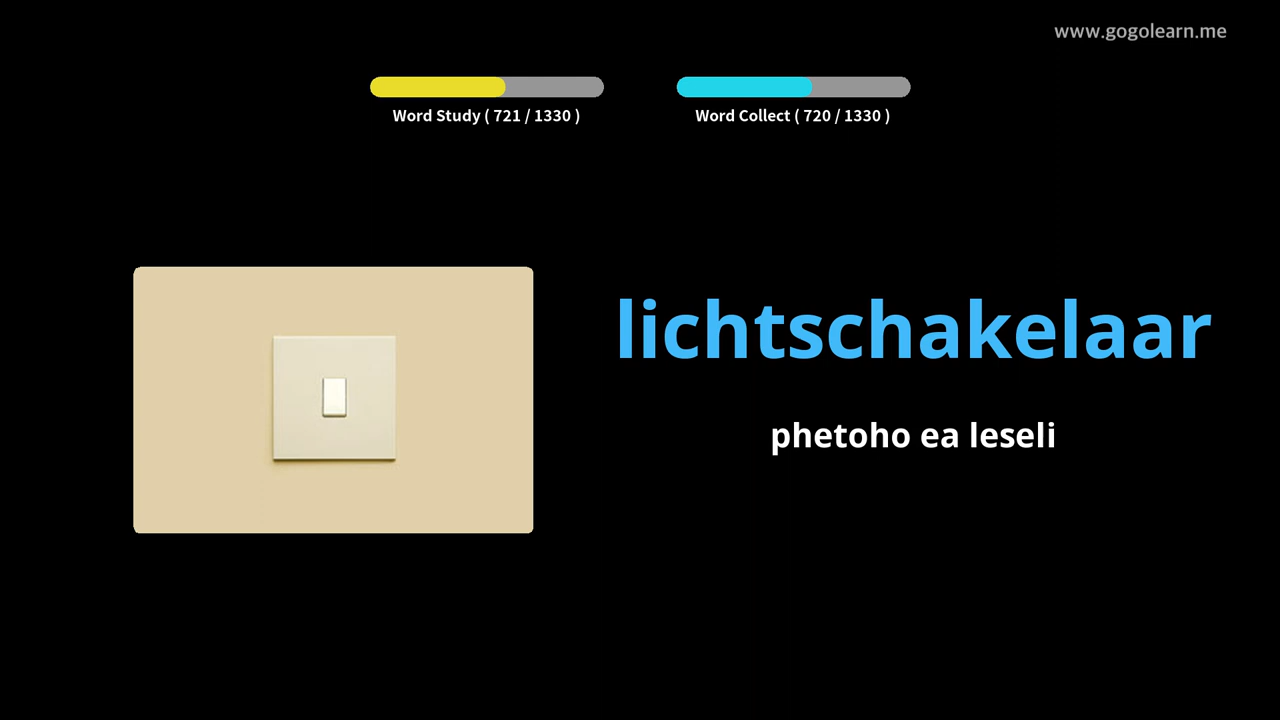 www.gogolearn.me
Word Study ( 721 / 1330 )
Word Collect ( 720 / 1330 )
lichtschakelaar
phetoho ea leseli